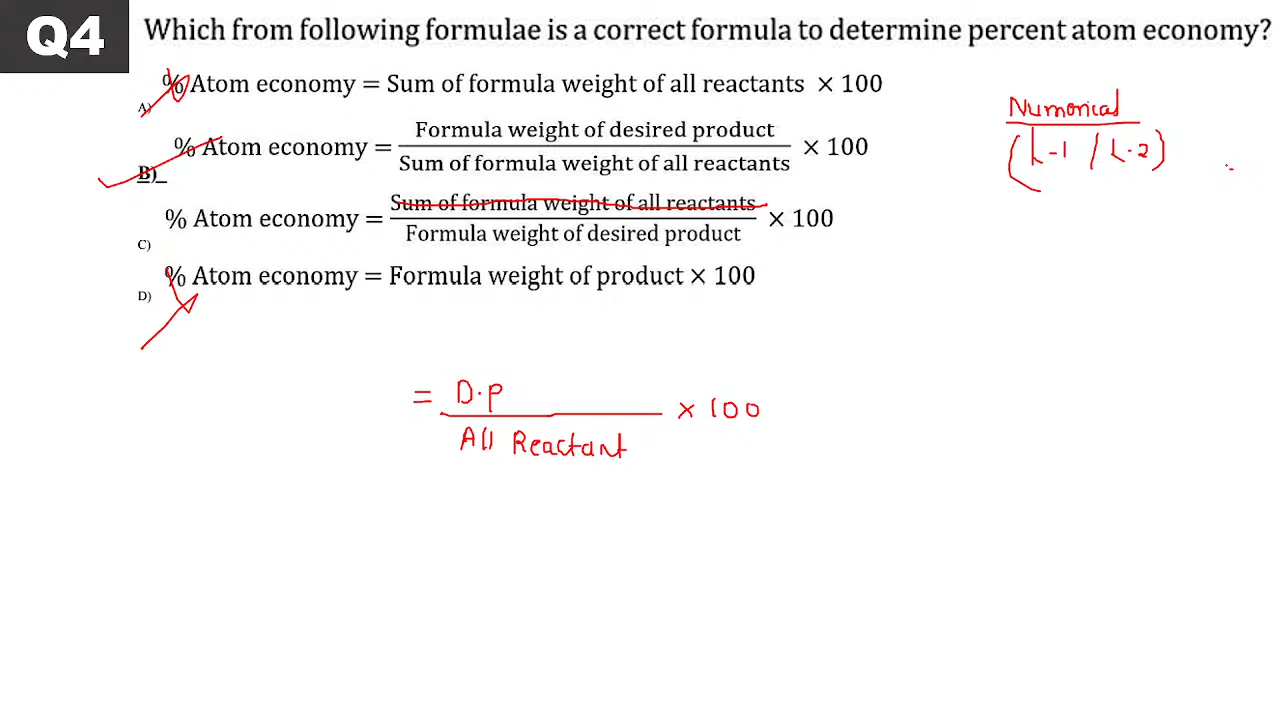 Q4 Which from following formulae is a correct formula to determine percent atom economy?
A) % Atom economy = Sum of formula weight of all reactants × 100
B) % Atom economy = Formula weight of desired product / Sum of formula weight of all reactants × 100
C) % Atom economy = Sum of formula weight of all reactants / Formula weight of desired product × 100
D) % Atom economy = Formula weight of product × 100
Numerical
(L-1 / L-2)
= D.P / All Reactant × 100